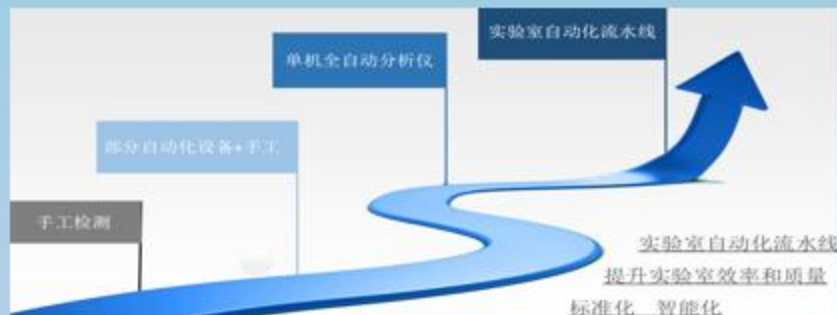 实验室自动化流水线
单机全自动分析仪
部分自动化设备+手工
手工检测
实验室自动化流水线
提升实验室效率和质量
标准化 智能化